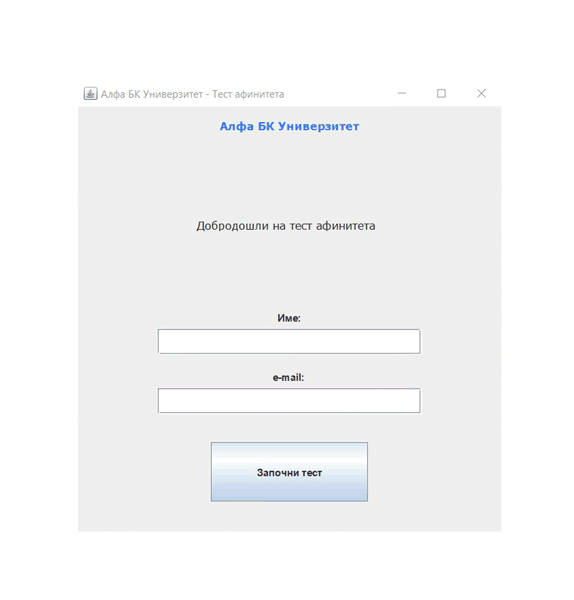 Алфа БК Универзитет - Тест афинитета
Алфа БК Универзитет
Добродошли на тест афинитета
Име:
e-mail:
Започни тест